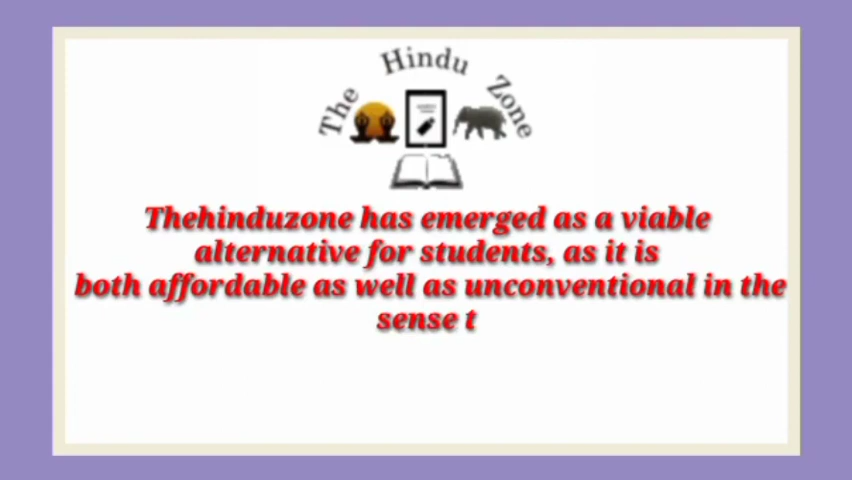 The Hindu Zone
Thehinduzone has emerged as a viable
alternative for students, as it is
both affordable as well as unconventional in the
sense t